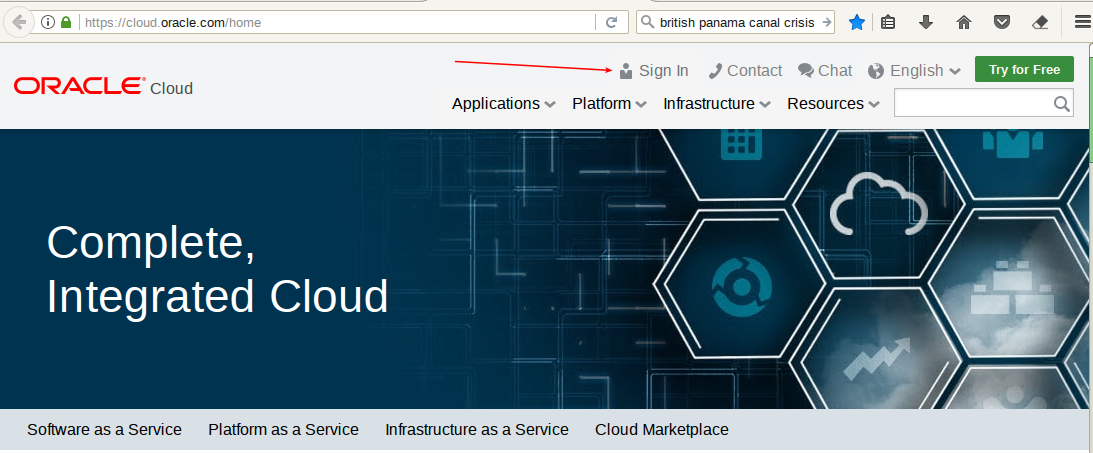 https://cloud.oracle.com/home
british panama canal crisis
ORACLE® Cloud
Sign In
Contact
Chat
English
Try for Free
Applications
Platform
Infrastructure
Resources
Complete,
Integrated Cloud
Software as a Service
Platform as a Service
Infrastructure as a Service
Cloud Marketplace